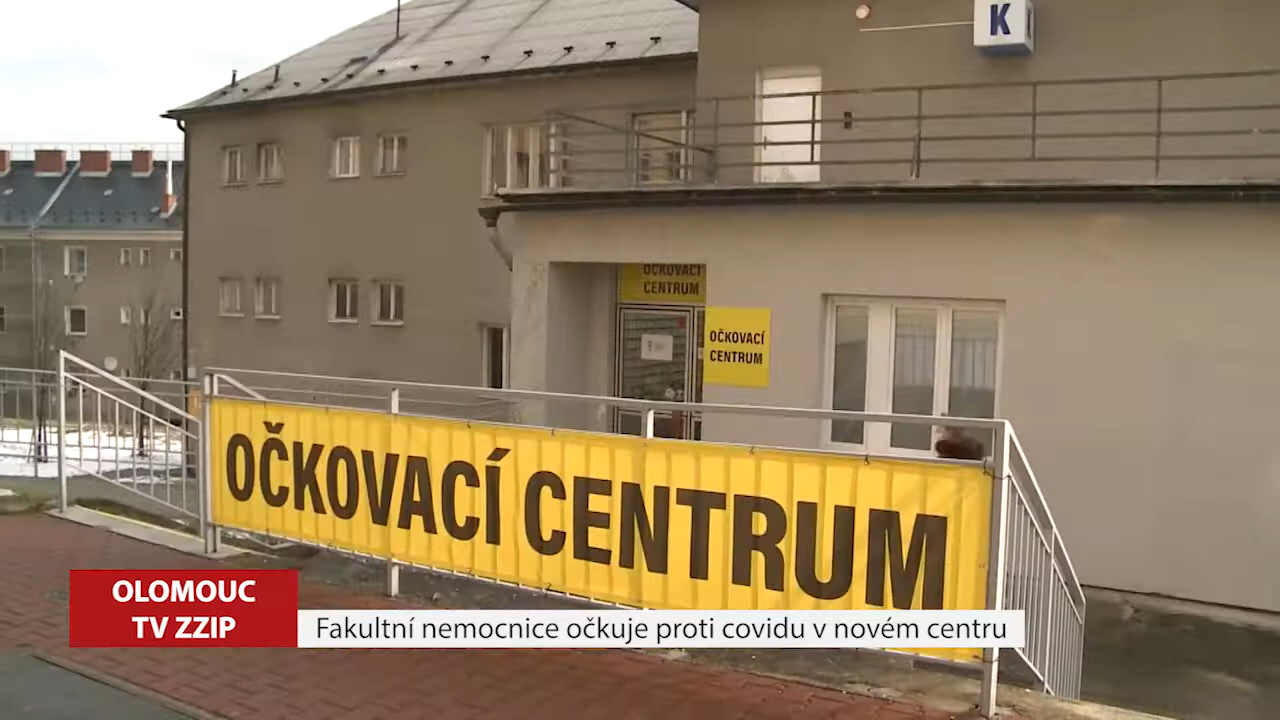 K
OČKOVACÍ
CENTRUM
OČKOVACÍ
CENTRUM
OČKOVACÍ CENTRUM
OLOMOUC
TV ZZIP
Fakultní nemocnice očkuje proti covidu v novém centru